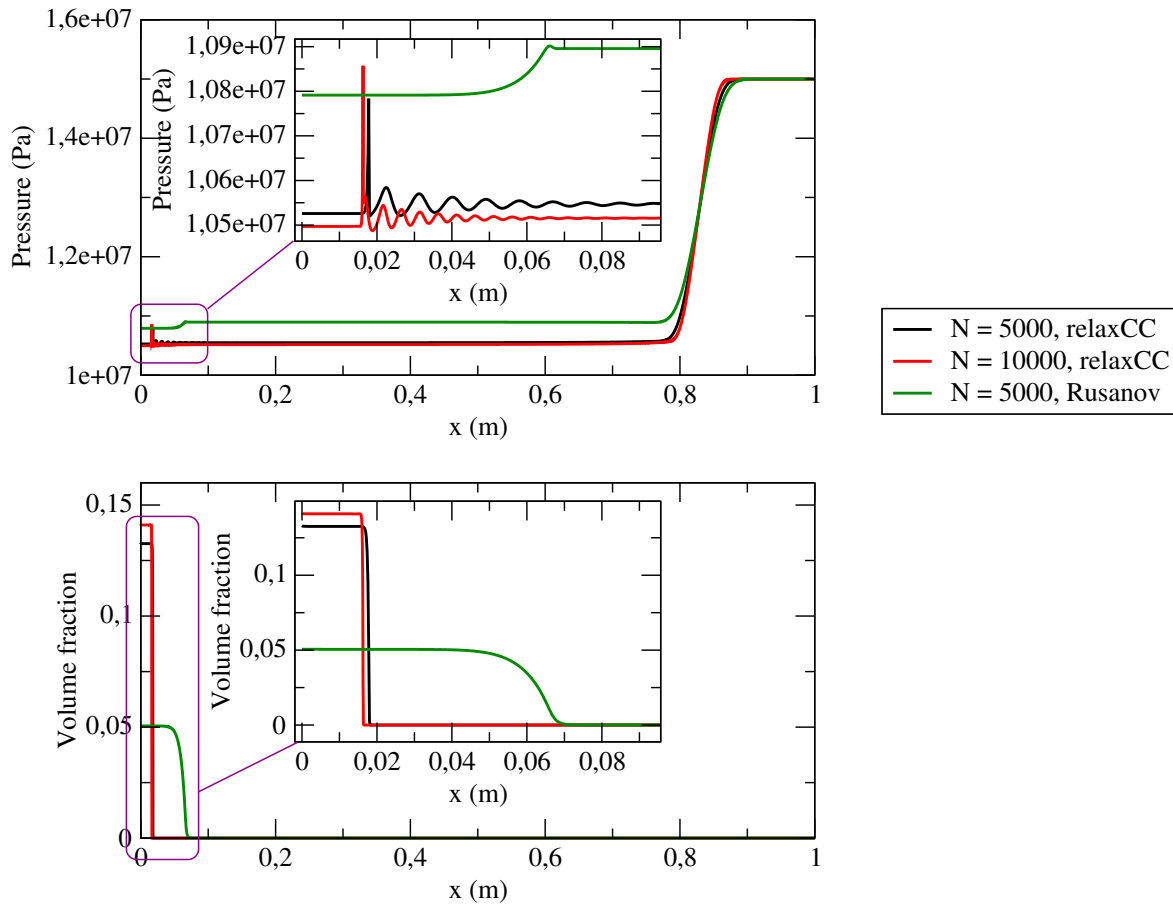 1,6e+07
1,4e+07
1,2e+07
1e+07
Pressure (Pa)
0
0,2
0,4
0,6
0,8
1
x (m)
1,09e+07
1,08e+07
1,07e+07
1,06e+07
1,05e+07
Pressure (Pa)
0
0,02
0,04
0,06
0,08
x (m)
N = 5000, relaxCC
N = 10000, relaxCC
N = 5000, Rusanov
0,15
0,1
0,05
0
Volume fraction
0
0,2
0,4
0,6
0,8
1
x (m)
0,1
0,05
0
Volume fraction
0
0,02
0,04
0,06
0,08
x (m)